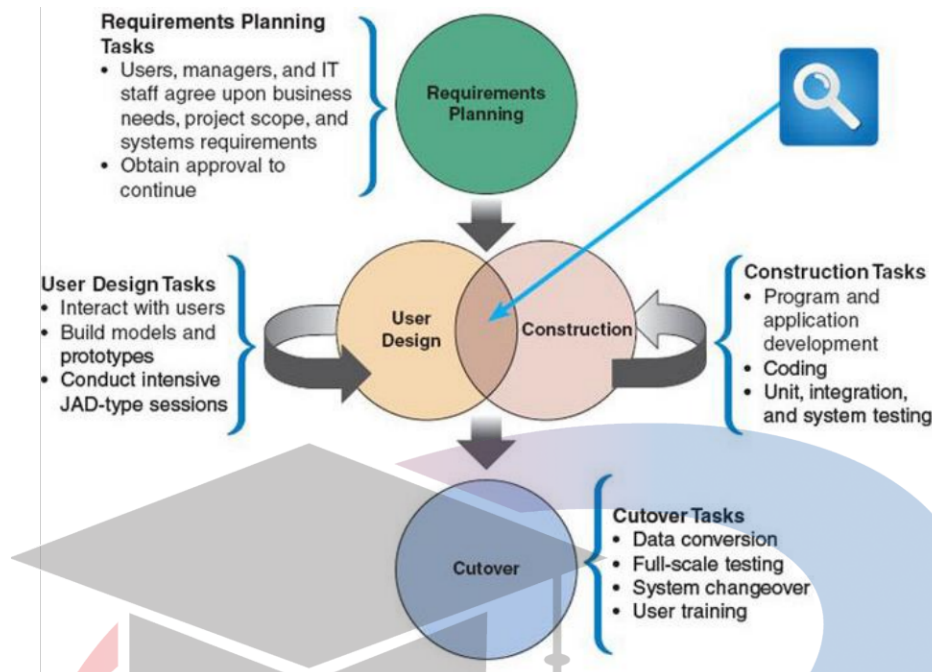 Requirements Planning
Tasks
• Users, managers, and IT
staff agree upon business
needs, project scope, and
systems requirements
• Obtain approval to
continue
Requirements
Planning
User Design Tasks
• Interact with users
• Build models and
prototypes
• Conduct intensive
JAD-type sessions
User
Design
Construction
Construction Tasks
• Program and
application
development
• Coding
• Unit, integration,
and system testing
Cutover
Cutover Tasks
• Data conversion
• Full-scale testing
• System changeover
• User training